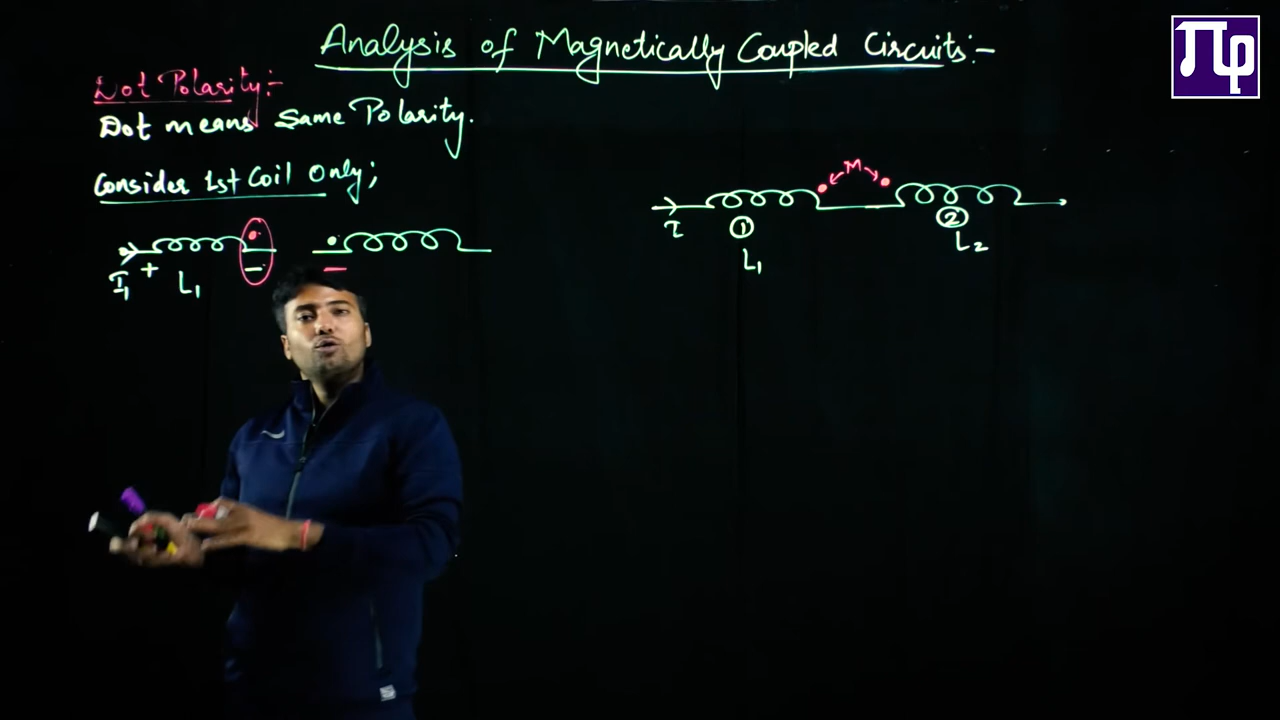 Analysis of Magnetically Coupled Circuits:-
Dot Polarity:-
Dot means Same Polarity.
Consider 1st Coil Only;
I1 + L1 - -
M
I 1 2
L1 L2
πφ